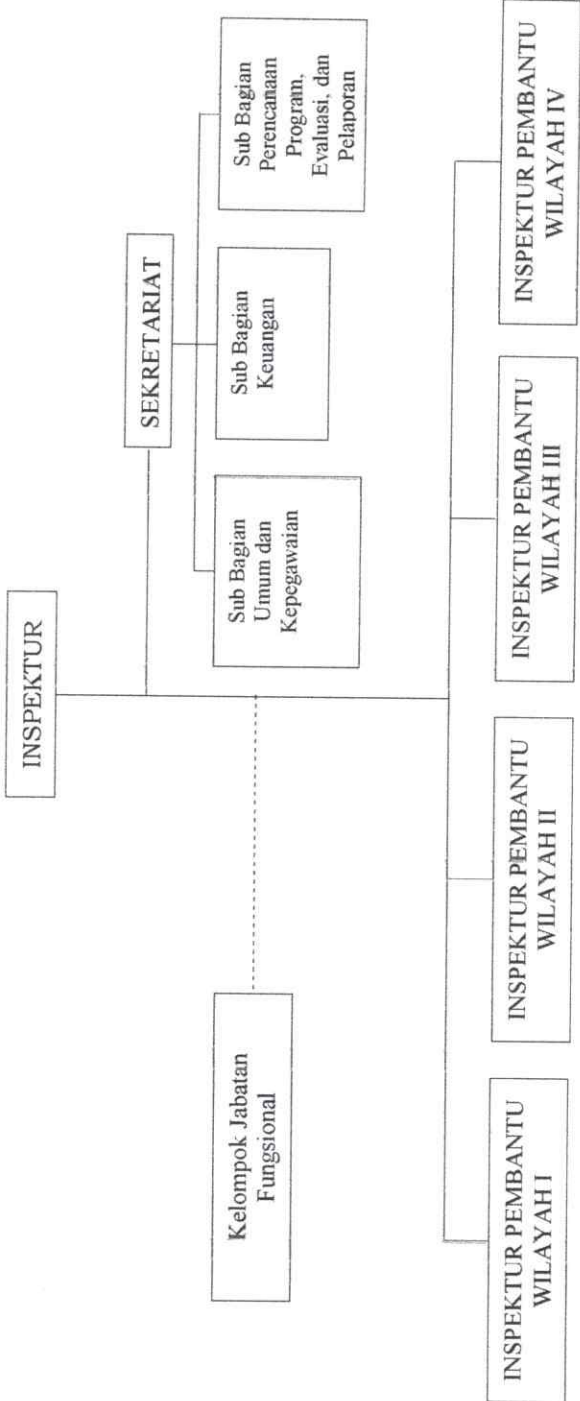 INSPEKTUR
SEKRETARIAT
Kelompok Jabatan
Fungsional
Sub Bagian
Umum dan
Kepegawaian
Sub Bagian
Keuangan
Sub Bagian
Perencanaan
Program,
Evaluasi, dan
Pelaporan
INSPEKTUR PEMBANTU
WILAYAH I
INSPEKTUR PEMBANTU
WILAYAH II
INSPEKTUR PEMBANTU
WILAYAH III
INSPEKTUR PEMBANTU
WILAYAH IV